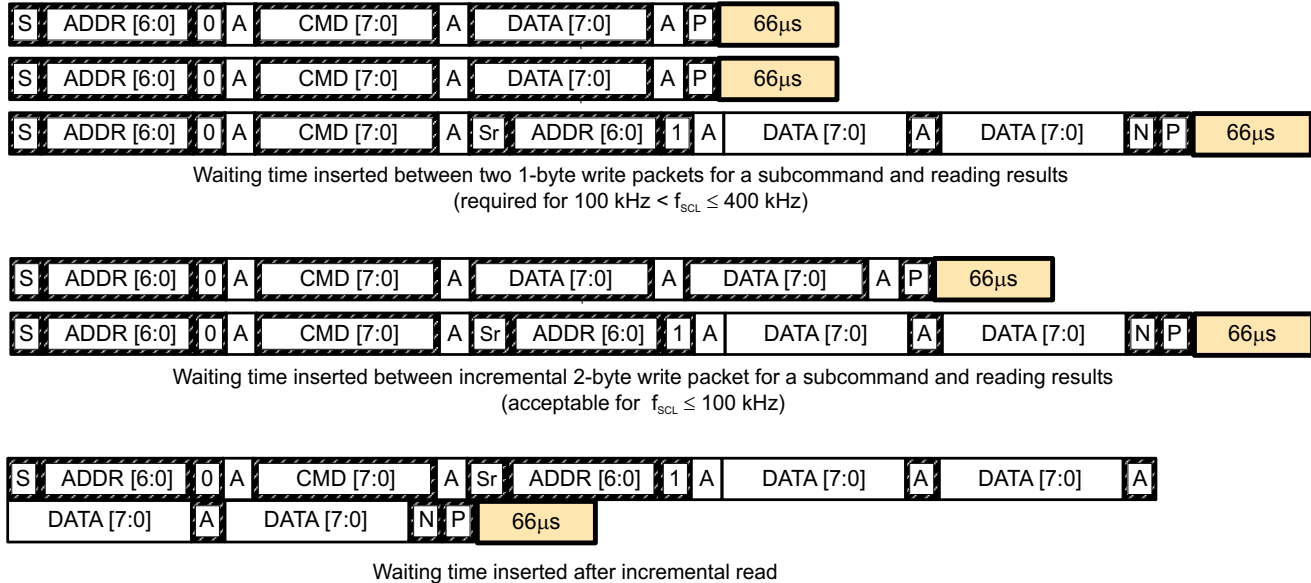 S ADDR [6:0] 0 A CMD [7:0] A DATA [7:0] A P 66μs
S ADDR [6:0] 0 A CMD [7:0] A DATA [7:0] A P 66μs
S ADDR [6:0] 0 A CMD [7:0] A Sr ADDR [6:0] 1 A DATA [7:0] A DATA [7:0] N P 66μs
Waiting time inserted between two 1-byte write packets for a subcommand and reading results
(required for 100 kHz < fSCL ≤ 400 kHz)
S ADDR [6:0] 0 A CMD [7:0] A DATA [7:0] A DATA [7:0] A P 66μs
S ADDR [6:0] 0 A CMD [7:0] A Sr ADDR [6:0] 1 A DATA [7:0] A DATA [7:0] N P 66μs
Waiting time inserted between incremental 2-byte write packet for a subcommand and reading results
(acceptable for fSCL ≤ 100 kHz)
S ADDR [6:0] 0 A CMD [7:0] A Sr ADDR [6:0] 1 A DATA [7:0] A DATA [7:0] A
DATA [7:0] A DATA [7:0] N P 66μs
Waiting time inserted after incremental read